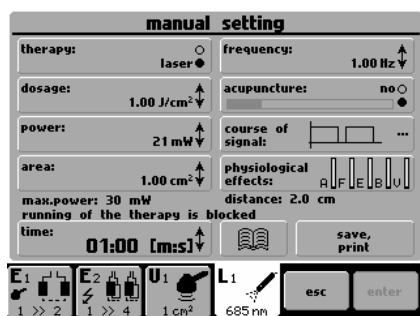 manual setting
therapy:
laser
frequency:
1.00 Hz
dosage:
1.00 J/cm²
acupuncture:
no
power:
21 mW
course of
signal:
...
area:
1.00 cm²
physiological
effects:
A F E B U
max.power: 30 mW
distance: 2.0 cm
running of the therapy is blocked
time:
01:00 [m:s]
save,
print
E1
1 >> 2
E2
1 >> 4
U1
1 cm²
L1
685 nm
esc
enter